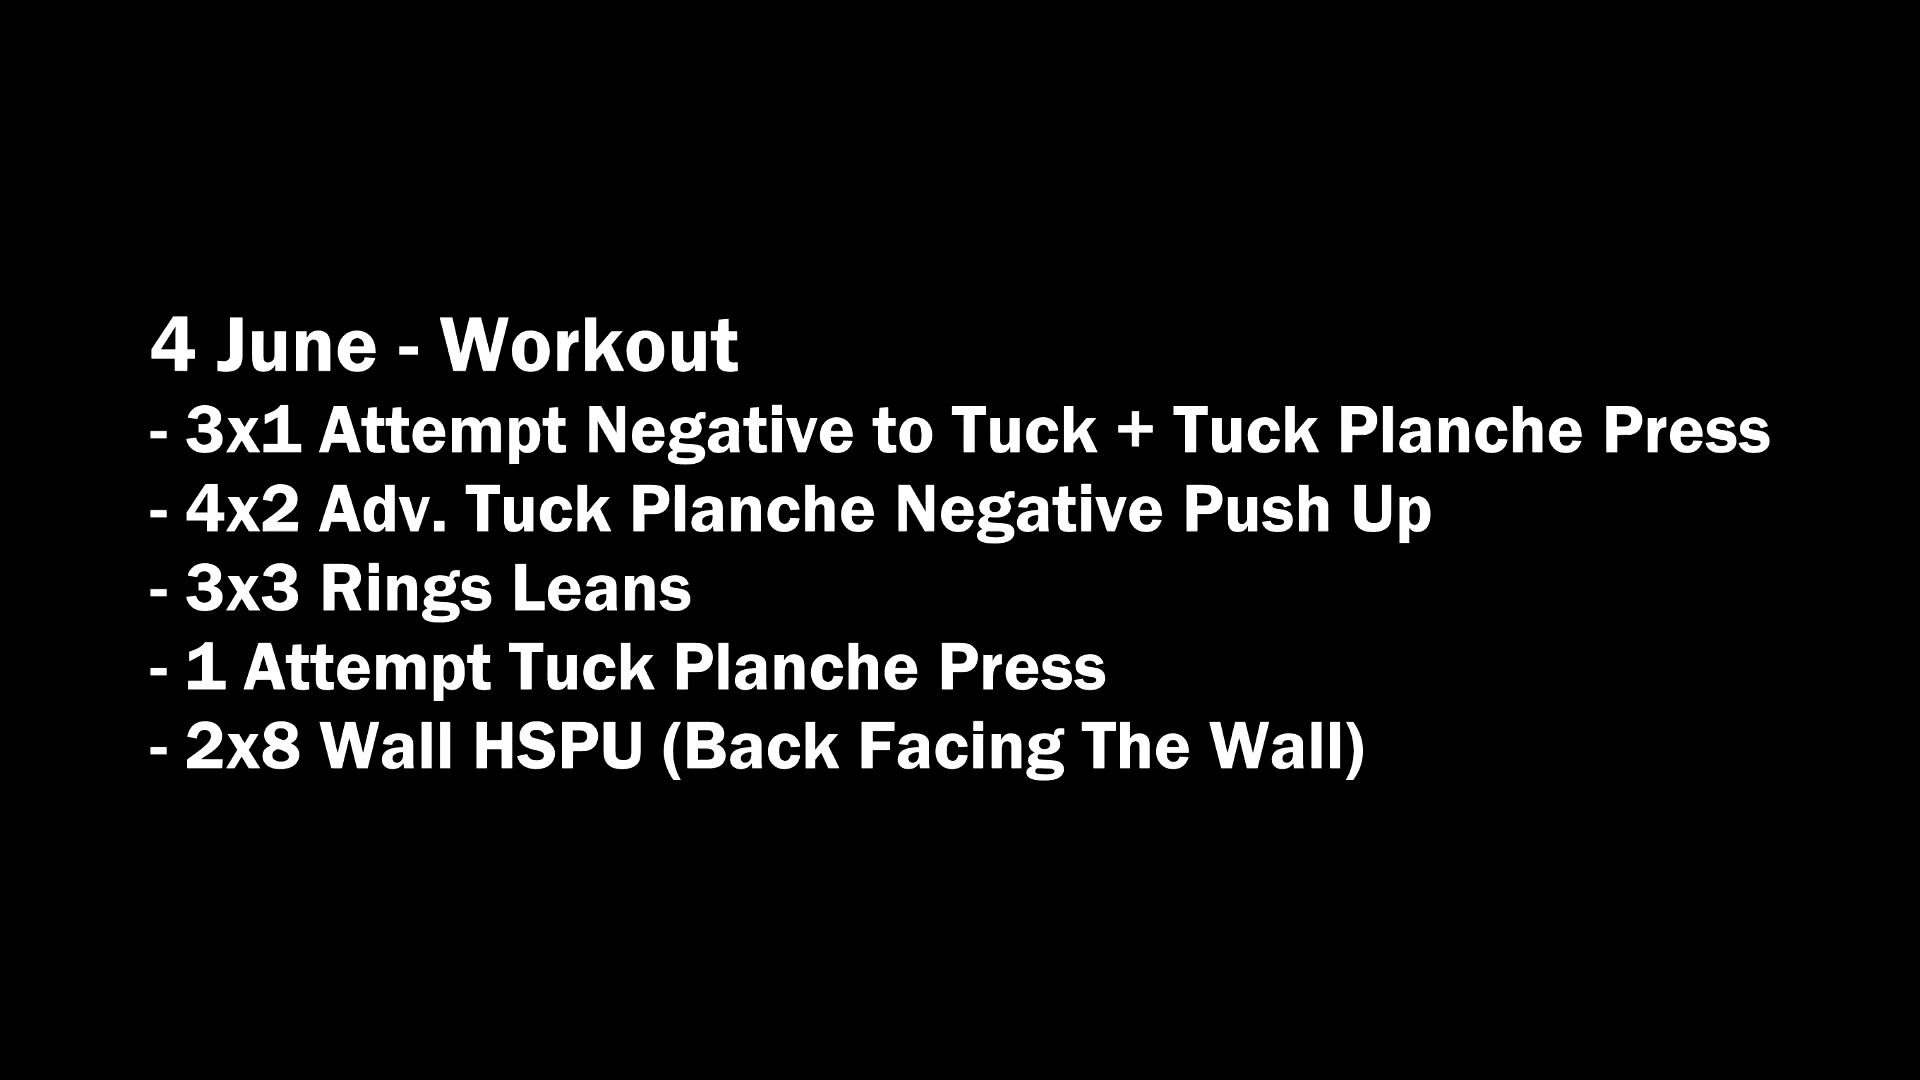 4 June - Workout
- 3x1 Attempt Negative to Tuck + Tuck Planche Press
- 4x2 Adv. Tuck Planche Negative Push Up
- 3x3 Rings Leans
- 1 Attempt Tuck Planche Press
- 2x8 Wall HSPU (Back Facing The Wall)